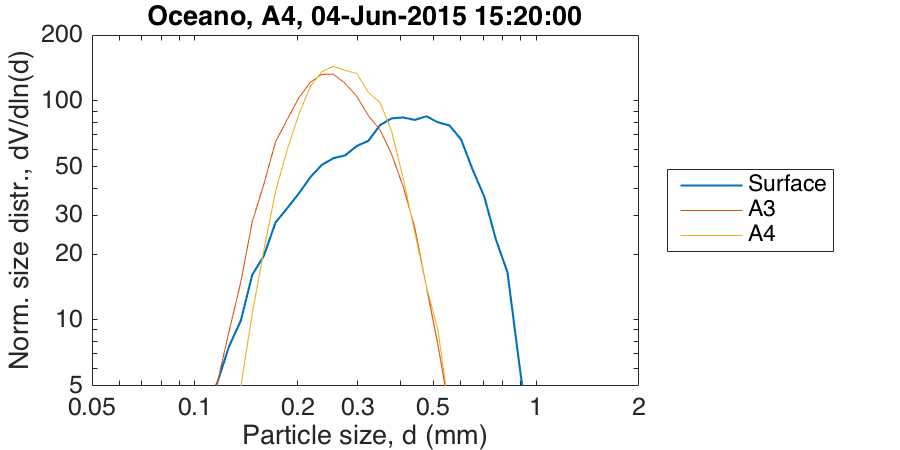 Oceano, A4, 04-Jun-2015 15:20:00
Norm. size distr., dV/dln(d)
200
100
50
30
20
10
5
0.05 0.1 0.2 0.3 0.5 1 2
Particle size, d (mm)
Surface
A3
A4